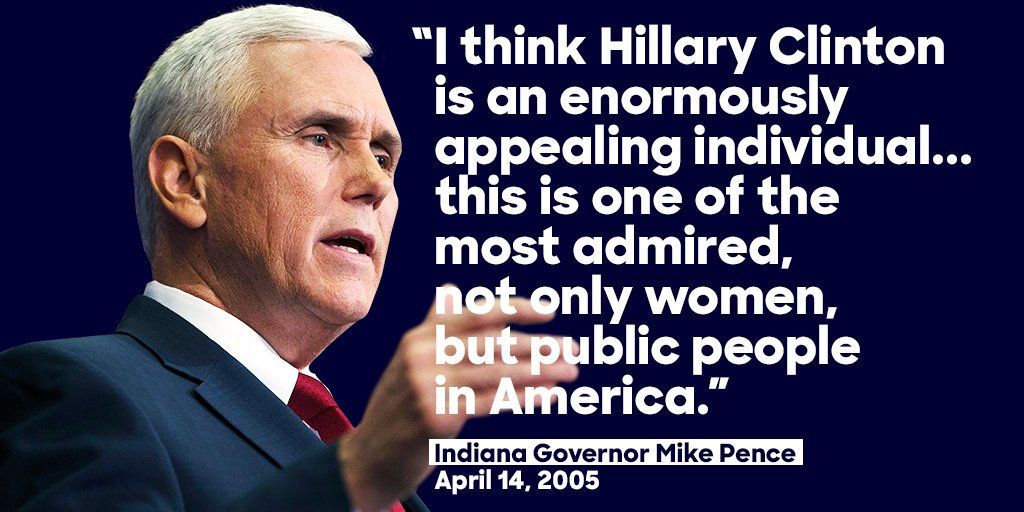 “I think Hillary Clinton
is an enormously
appealing individual...
this is one of the
most admired,
not only women,
but public people
in America.”
Indiana Governor Mike Pence
April 14, 2005